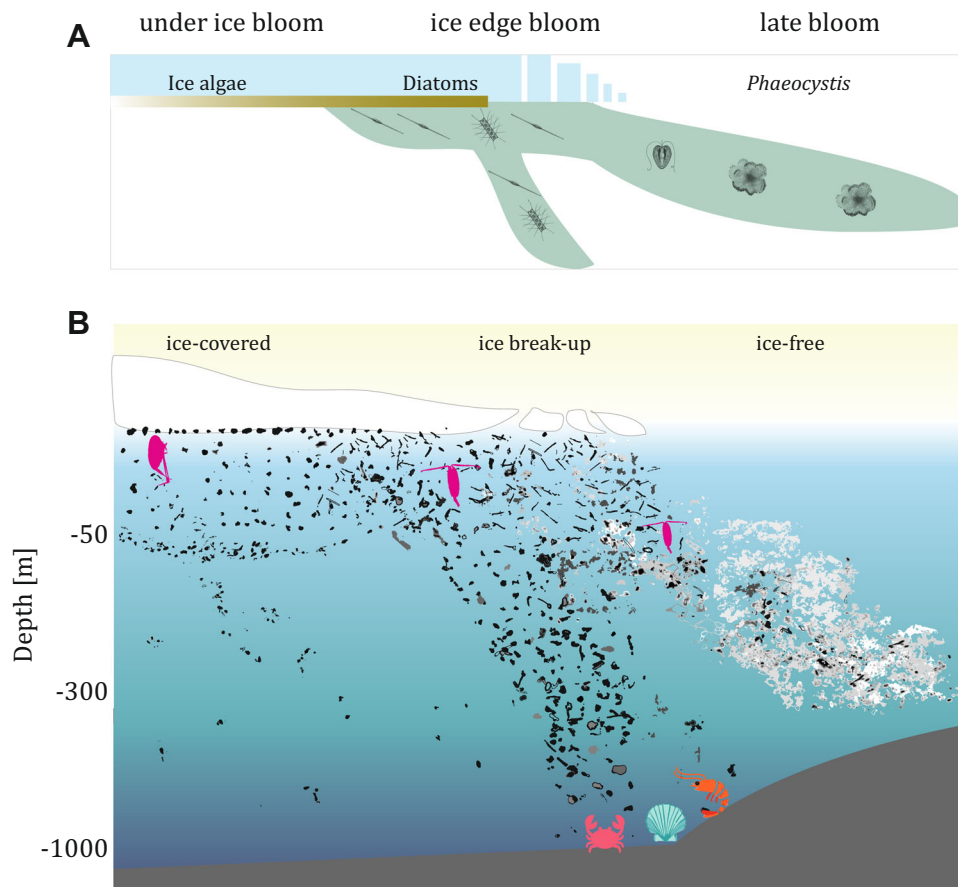 under ice bloom ice edge bloom late bloom
A
Ice algae Diatoms Phaeocystis
B
ice-covered ice break-up ice-free
-50
Depth [m]
-300
-1000